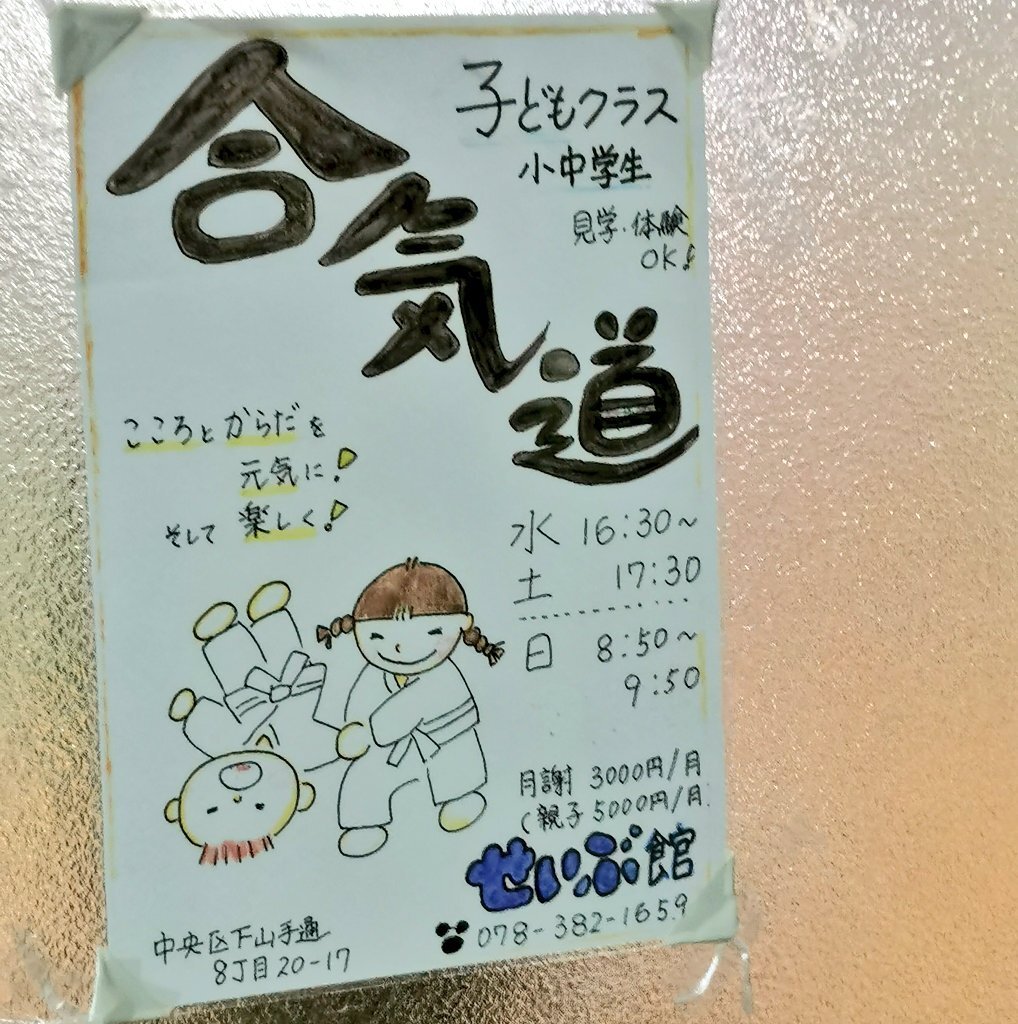 合気道
子どもクラス
小中学生
見学・体験
OK!
こころとからだを
元気に!
そして 楽しく!
水 16:30~
土 17:30
日 8:50~
9:50
月謝 3000円/月
(親子 5000円/月
せいぶ館
078-382-1659
中央区下山手通
8丁目20-17